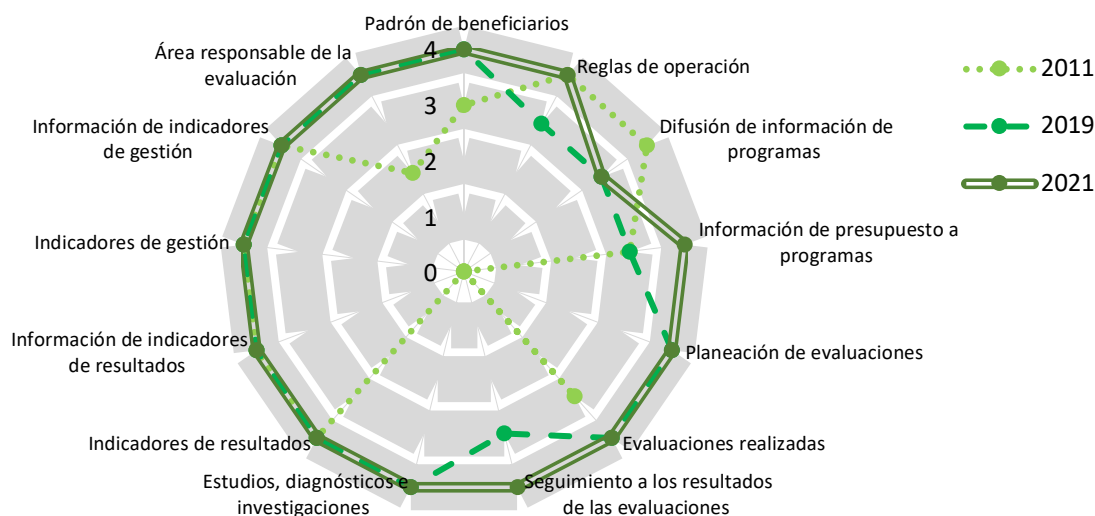 Padrón de beneficiarios
Reglas de operación
Difusión de información de
programas
Información de presupuesto a
programas
Planeación de evaluaciones
Evaluaciones realizadas
Seguimiento a los resultados
de las evaluaciones
Estudios, diagnósticos e
investigaciones
Indicadores de resultados
Información de indicadores
de resultados
Indicadores de gestión
Información de indicadores
de gestión
Área responsable de la
evaluación
4
3
2
1
0
2011
2019
2021